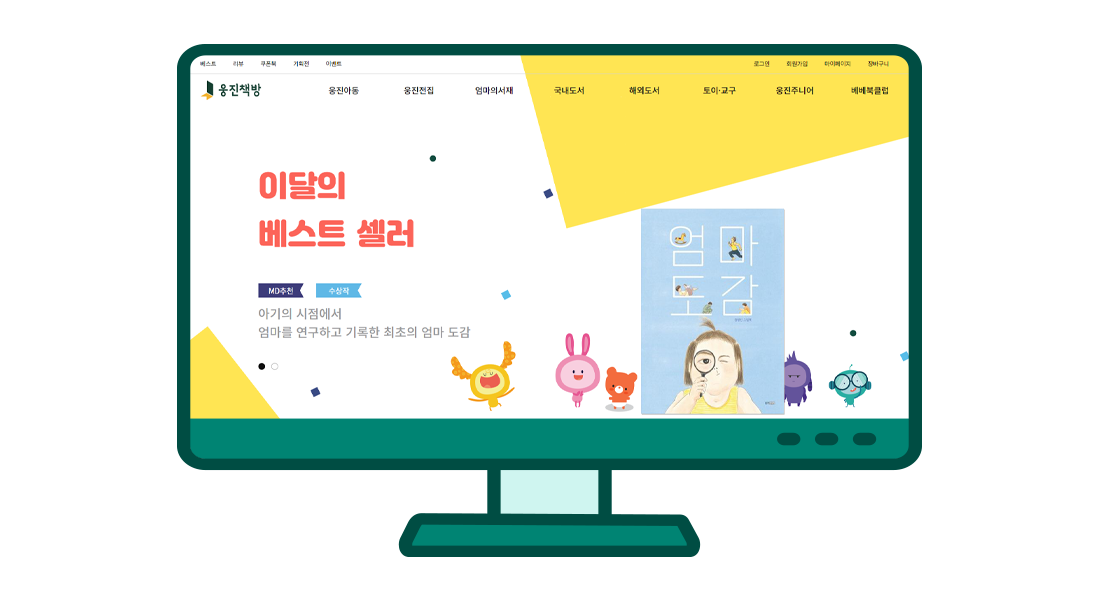 베스트 리뷰 쿠폰북 기획전 이벤트 로그인 회원가입 마이페이지 장바구니
웅진책방 웅진아동 웅진전집 엄마의서재 국내도서 해외도서 토이·교구 웅진주니어 베베북클럽
이달의
베스트 셀러
MD추천 수상작
아기의 시점에서
엄마를 연구하고 기록한 최초의 엄마 도감
엄마
도감